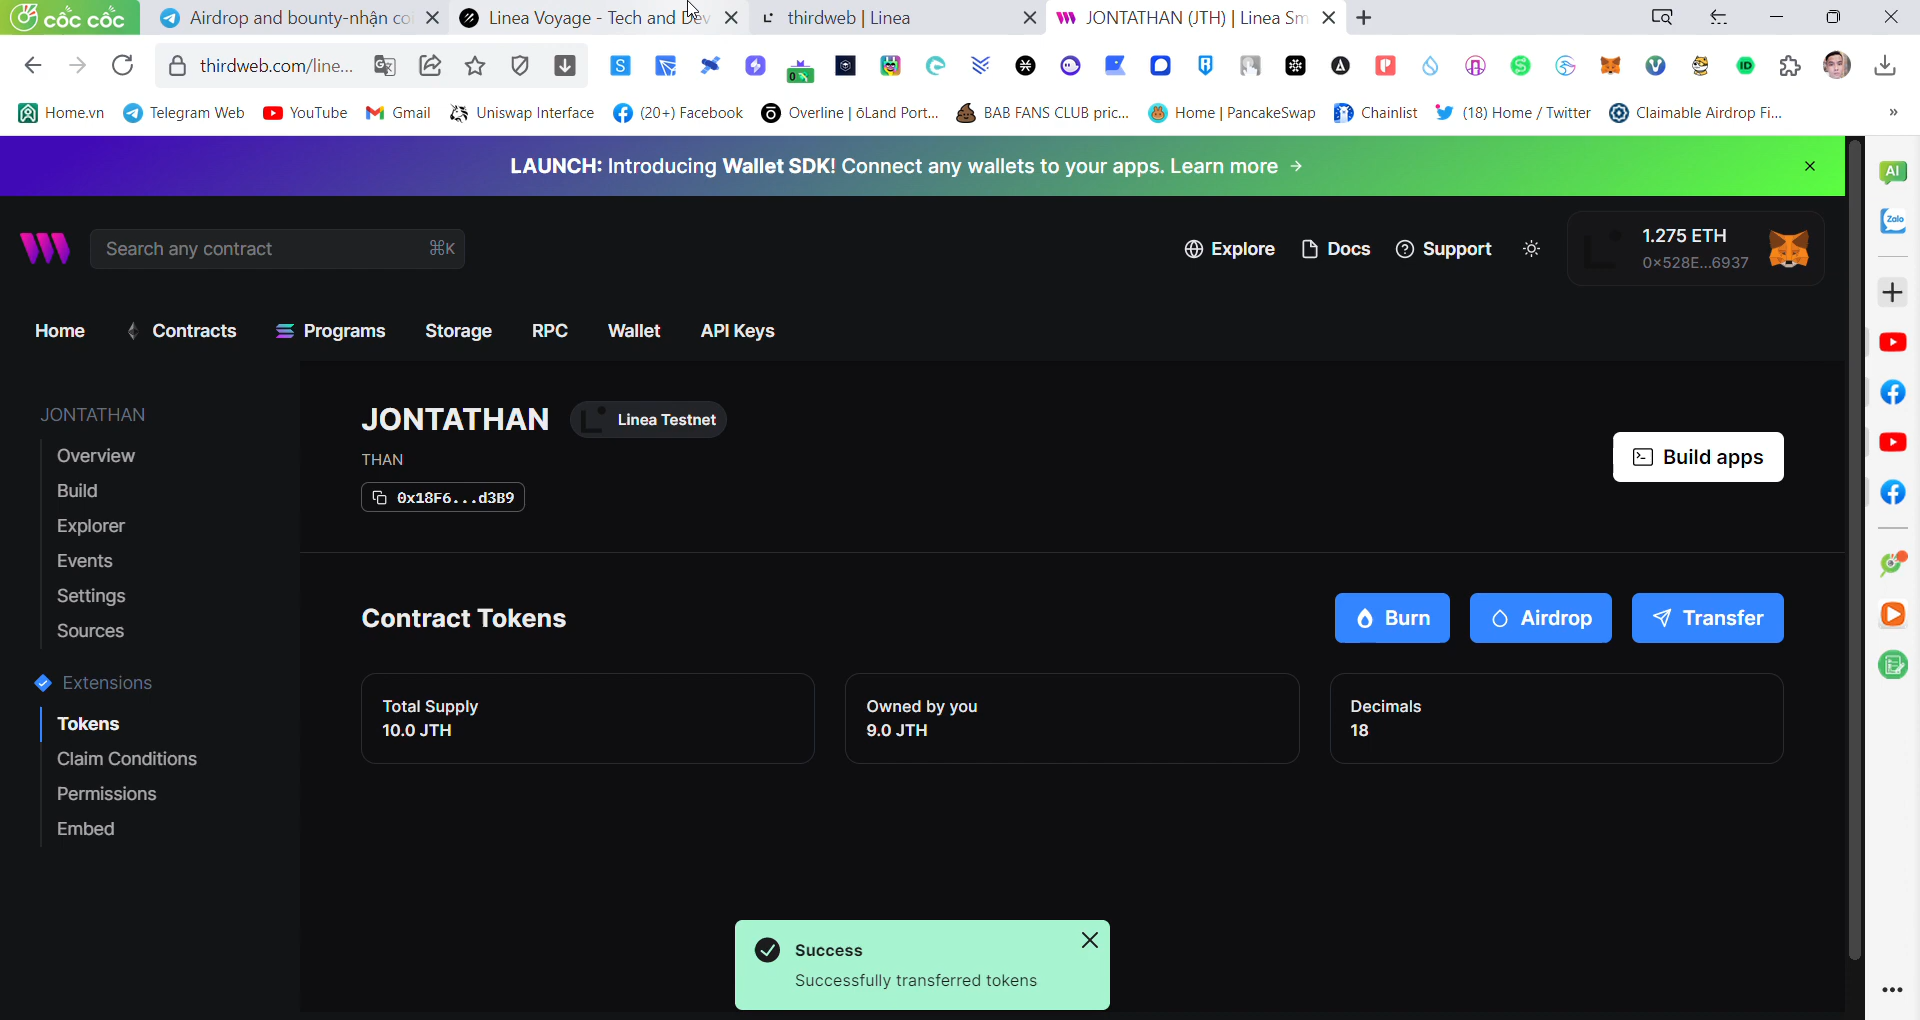 cốc cốc
Airdrop and bounty-nhận co
Linea Voyage - Tech and Dev
thirdweb | Linea
JONTATHAN (JTH) | Linea Sm
thirdweb.com/line...
Home.vn
Telegram Web
YouTube
Gmail
Uniswap Interface
(20+) Facebook
Overline | ōLand Port...
BAB FANS CLUB pric...
Home | PancakeSwap
Chainlist
(18) Home / Twitter
Claimable Airdrop Fi...
»
LAUNCH: Introducing Wallet SDK! Connect any wallets to your apps. Learn more →
AI
Zalo
Search any contract ⌘K
Explore
Docs
Support
1.275 ETH
0×528E...6937
Home
Contracts
Programs
Storage
RPC
Wallet
API Keys
JONTATHAN
Overview
Build
Explorer
Events
Settings
Sources
Extensions
Tokens
Claim Conditions
Permissions
Embed
JONTATHAN
Linea Testnet
THAN
0x18F6...d3B9
Build apps
Contract Tokens
Burn
Airdrop
Transfer
Total Supply
10.0 JTH
Owned by you
9.0 JTH
Decimals
18
Success
Successfully transferred tokens